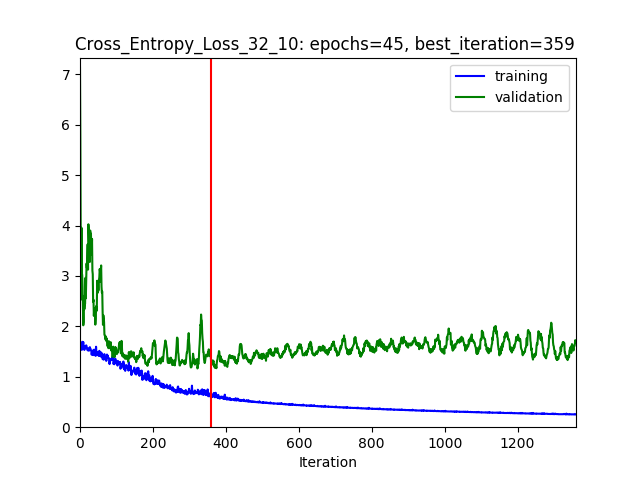 Cross_Entropy_Loss_32_10: epochs=45, best_iteration=359
training
validation
7
6
5
4
3
2
1
0
0 200 400 600 800 1000 1200
Iteration